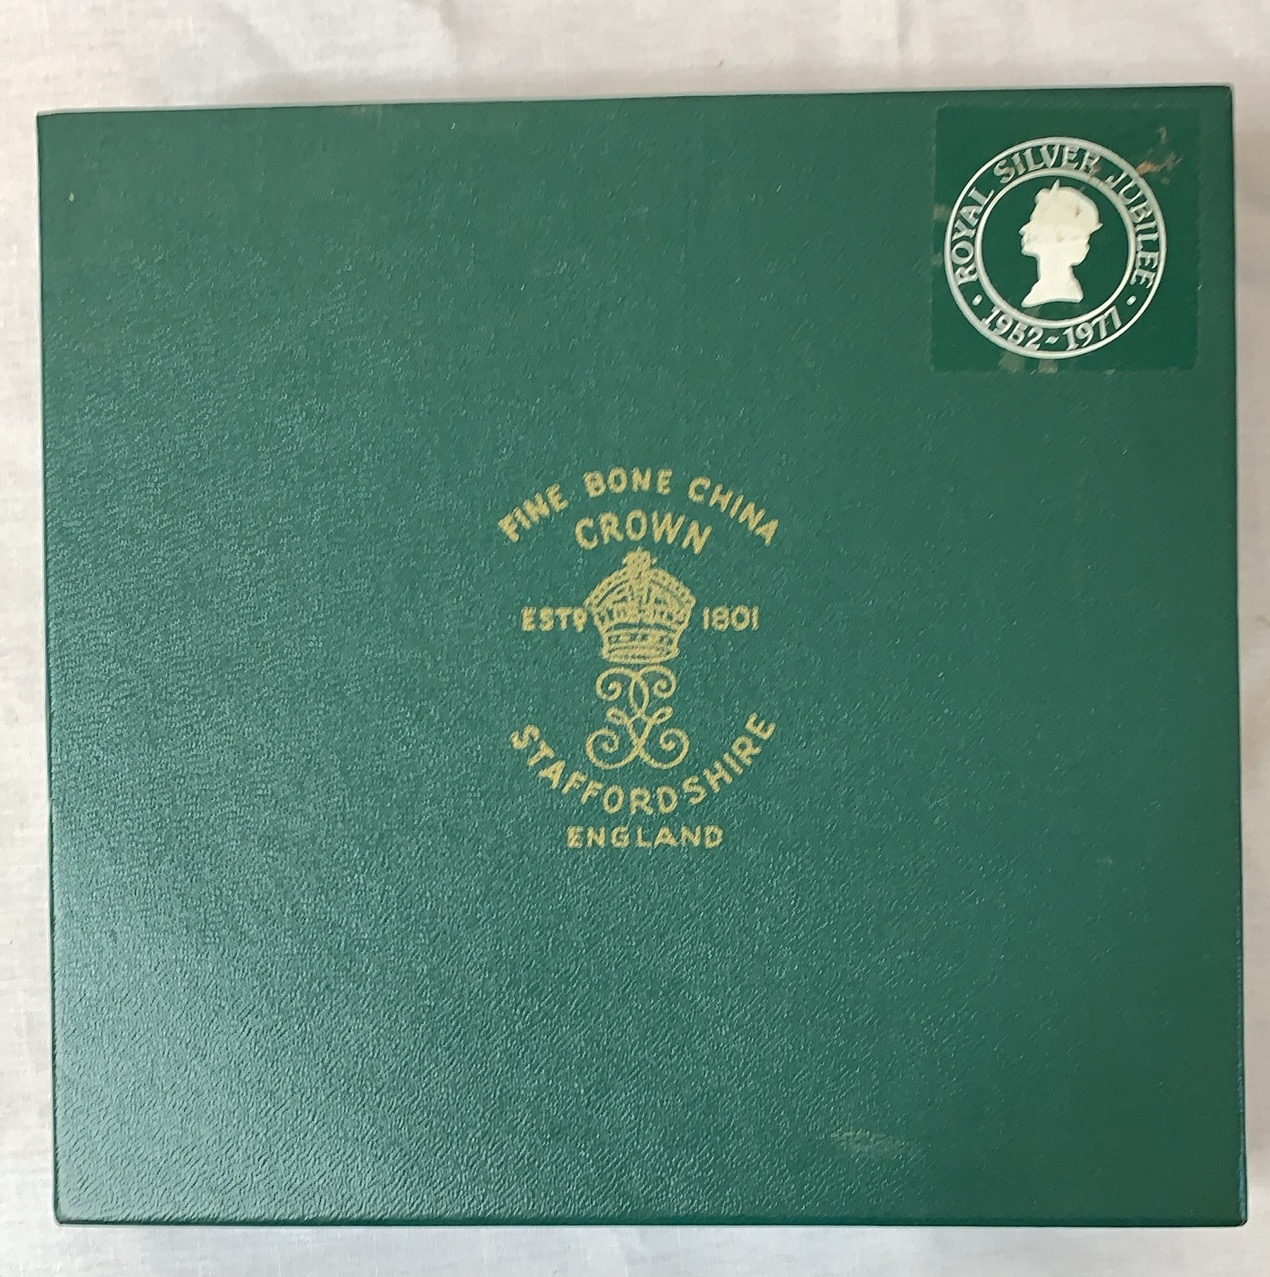 ROYAL SILVER JUBILEE
• 1952~1977 •
FINE BONE CHINA
CROWN
ESTD 1801
STAFFORDSHIRE
ENGLAND